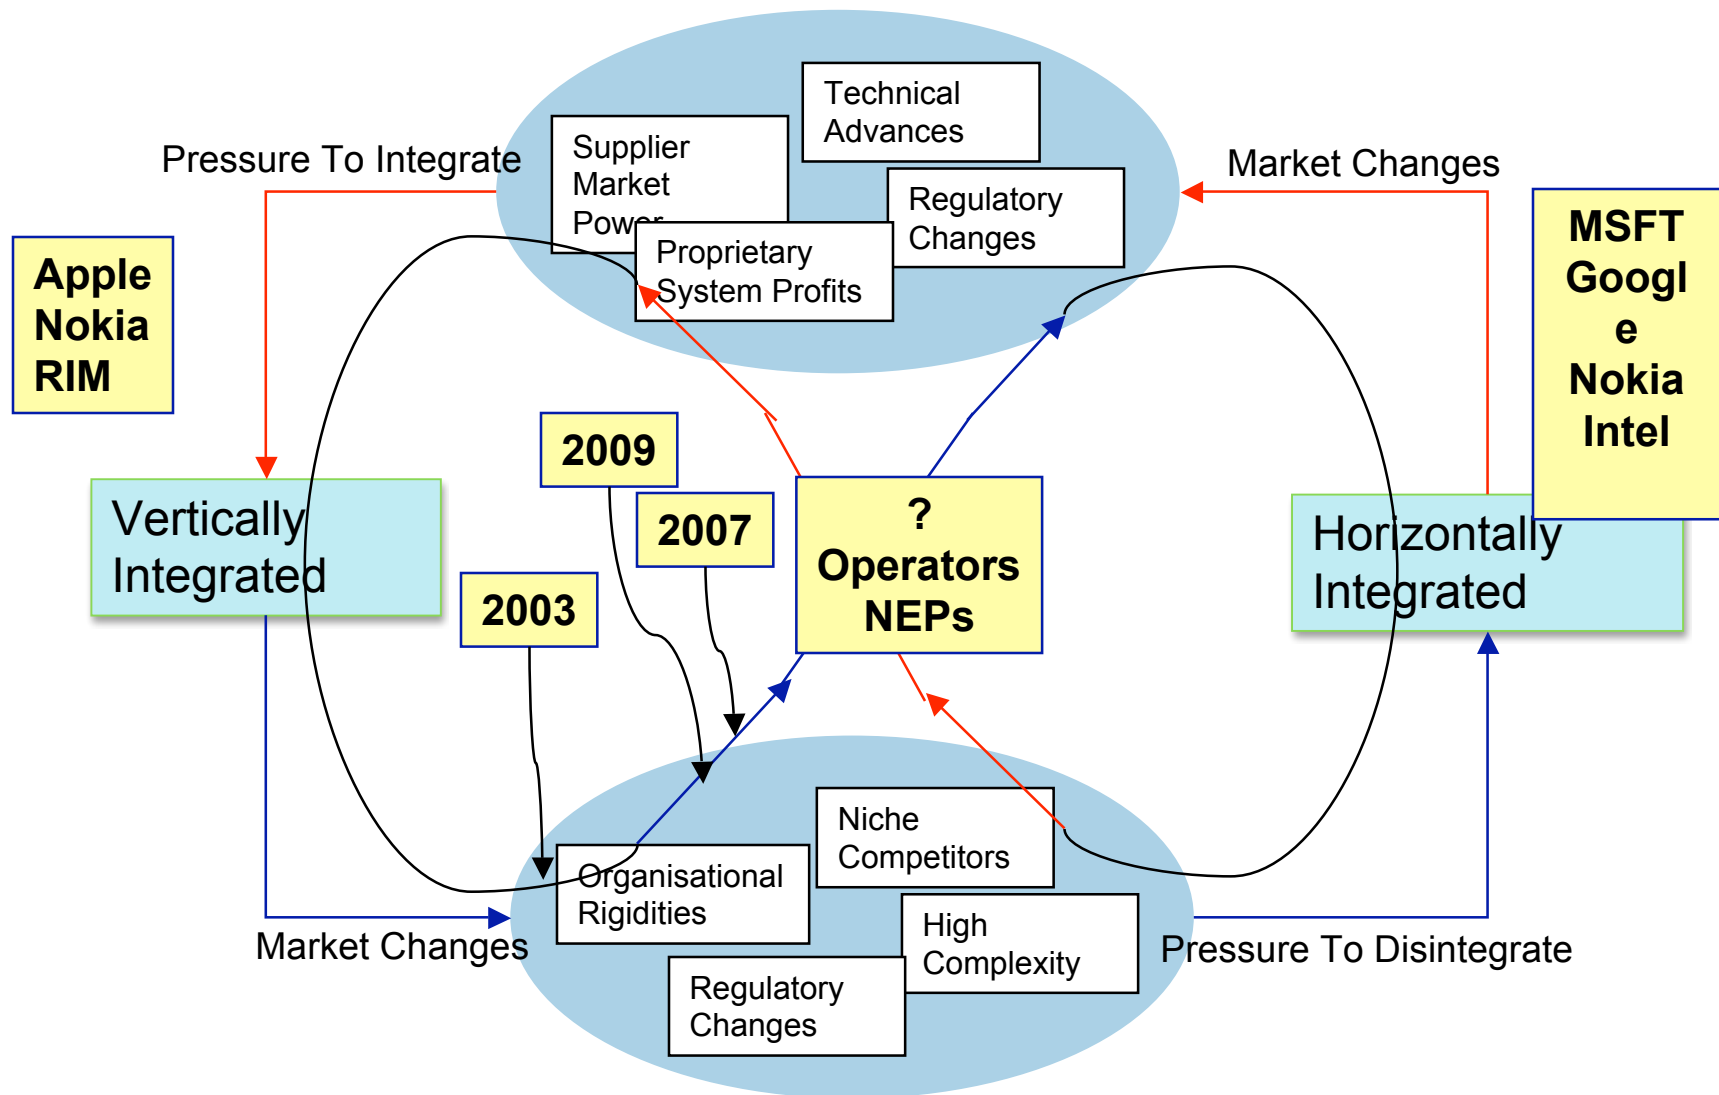 Technical
Advances
Pressure To Integrate
Supplier
Market
Power
Market Changes
Regulatory
Changes
Proprietary
System Profits
Apple
Nokia
RIM
MSFT
Googl
e
Nokia
Intel
2009
2007
2003
Vertically
Integrated
?
Operators
NEPs
Horizontally
Integrated
Niche
Competitors
Organisational
Rigidities
High
Complexity
Market Changes
Pressure To Disintegrate
Regulatory
Changes